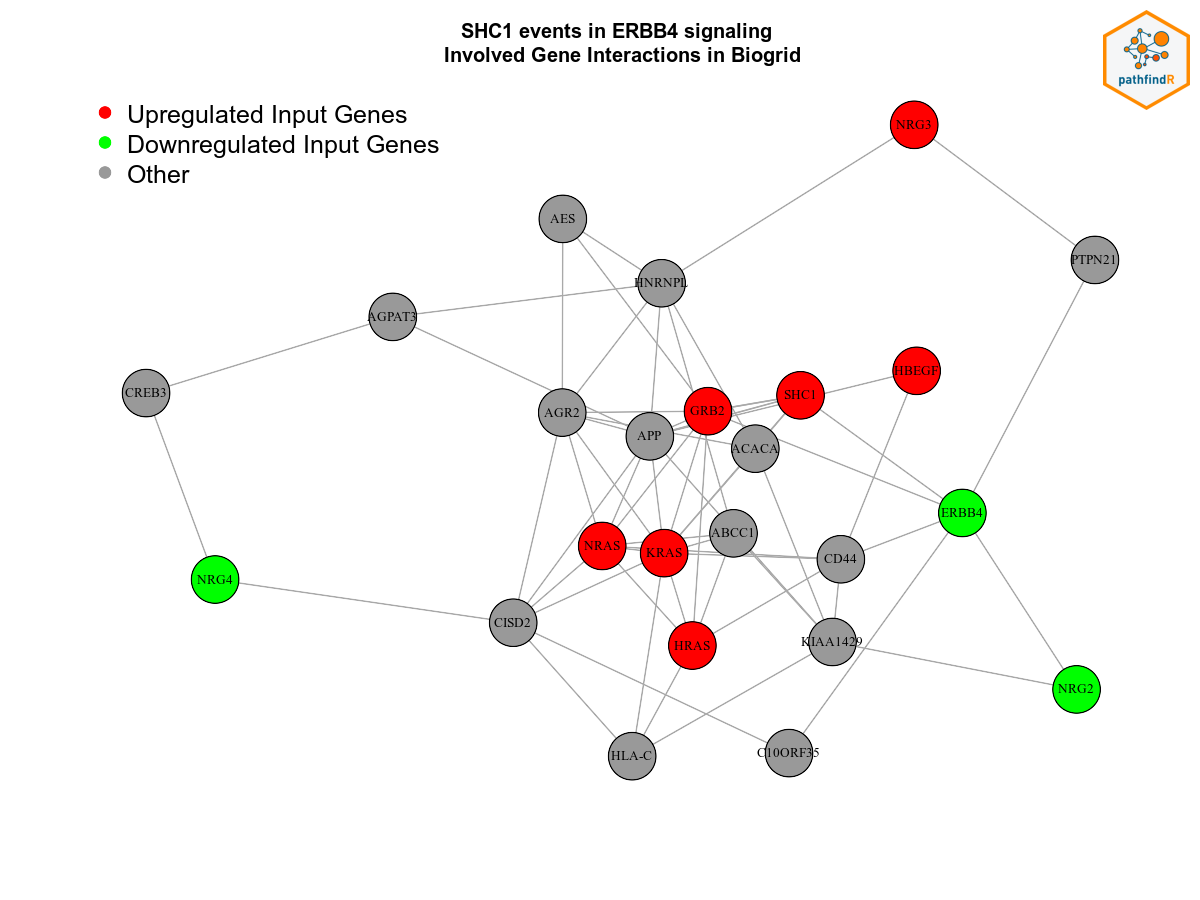 SHC1 events in ERBB4 signaling
Involved Gene Interactions in Biogrid
pathfindR
Upregulated Input Genes
Downregulated Input Genes
Other
NRG3
AES
PTPN21
HNRNPL
AGPAT3
HBEGF
CREB3
SHC1
AGR2
GRB2
APP
ACACA
ERBB4
ABCC1
NRAS
KRAS
CD44
NRG4
CISD2
HRAS
KIAA1429
NRG2
HLA-C
C10ORF35